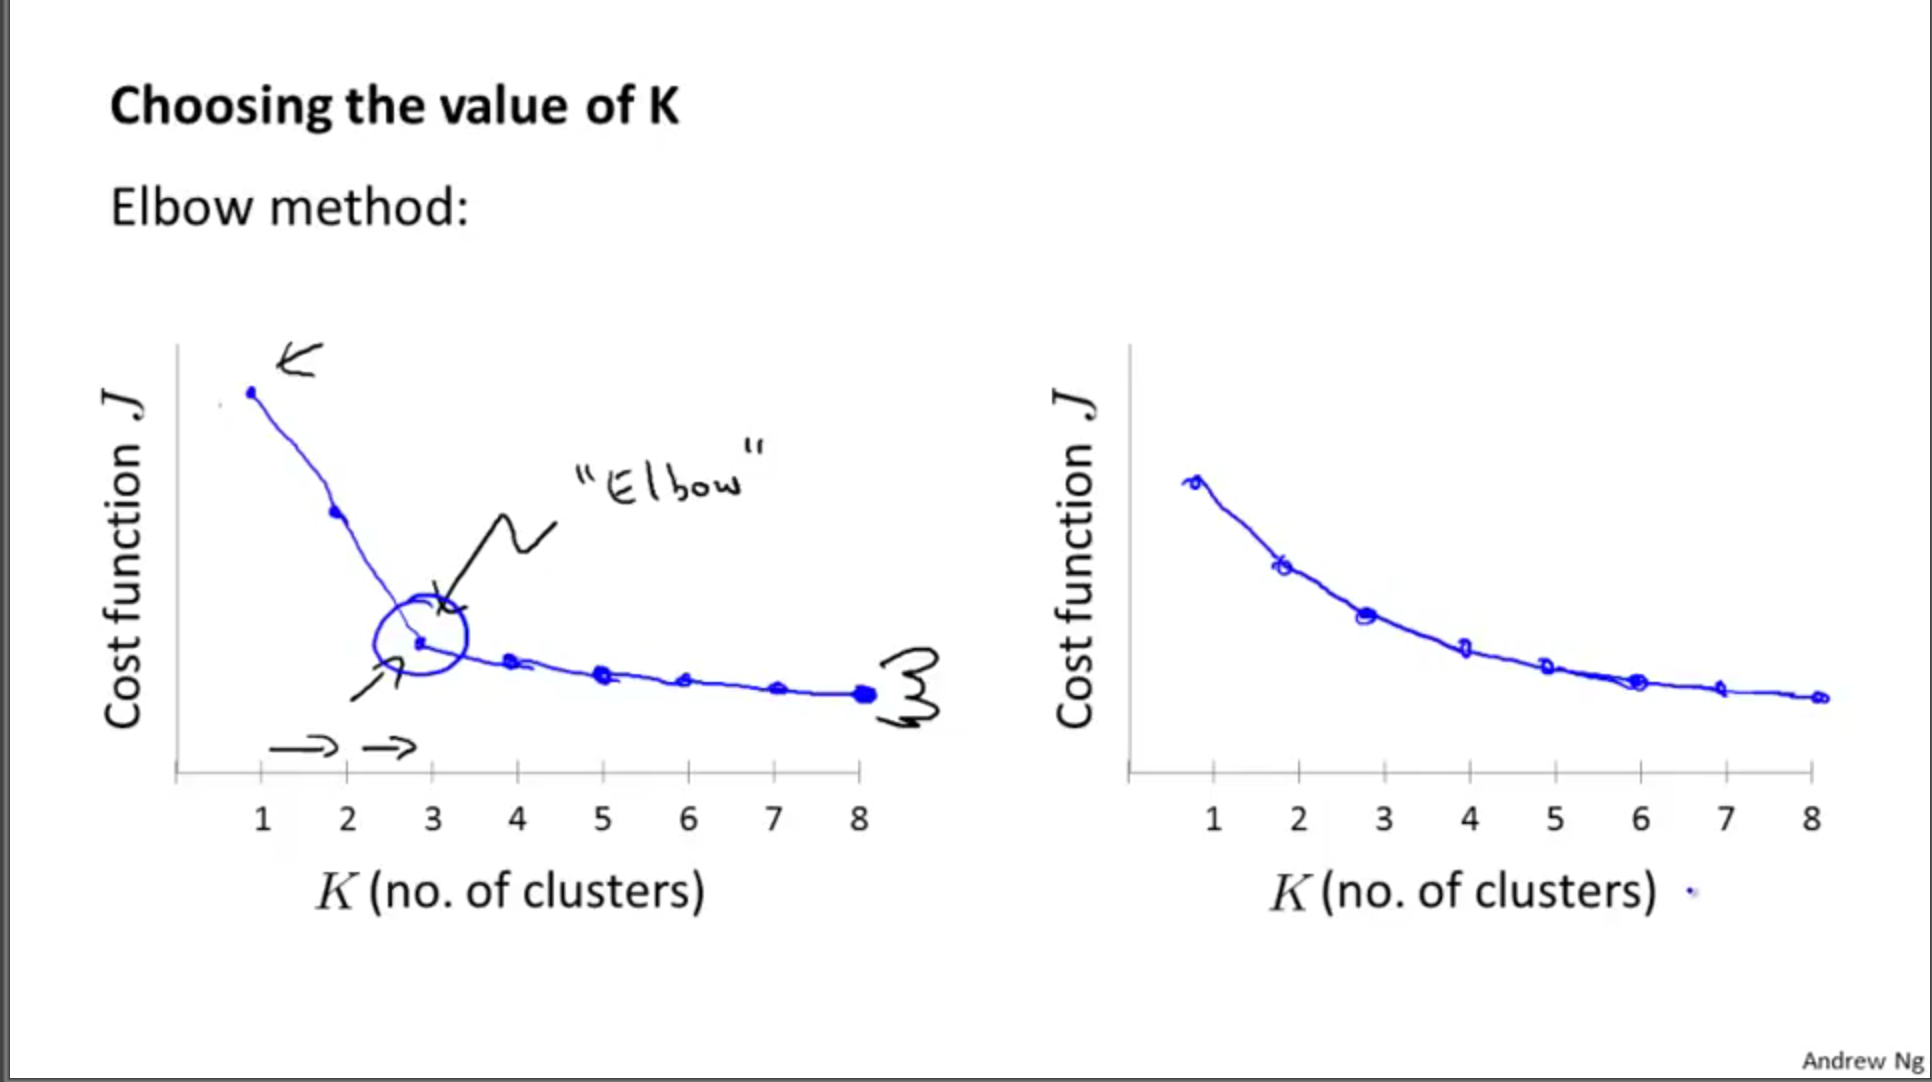 Choosing the value of K
Elbow method:
"Elbow"
Cost function J
1 2 3 4 5 6 7 8
K (no. of clusters)
Cost function J
1 2 3 4 5 6 7 8
K (no. of clusters)
Andrew Ng